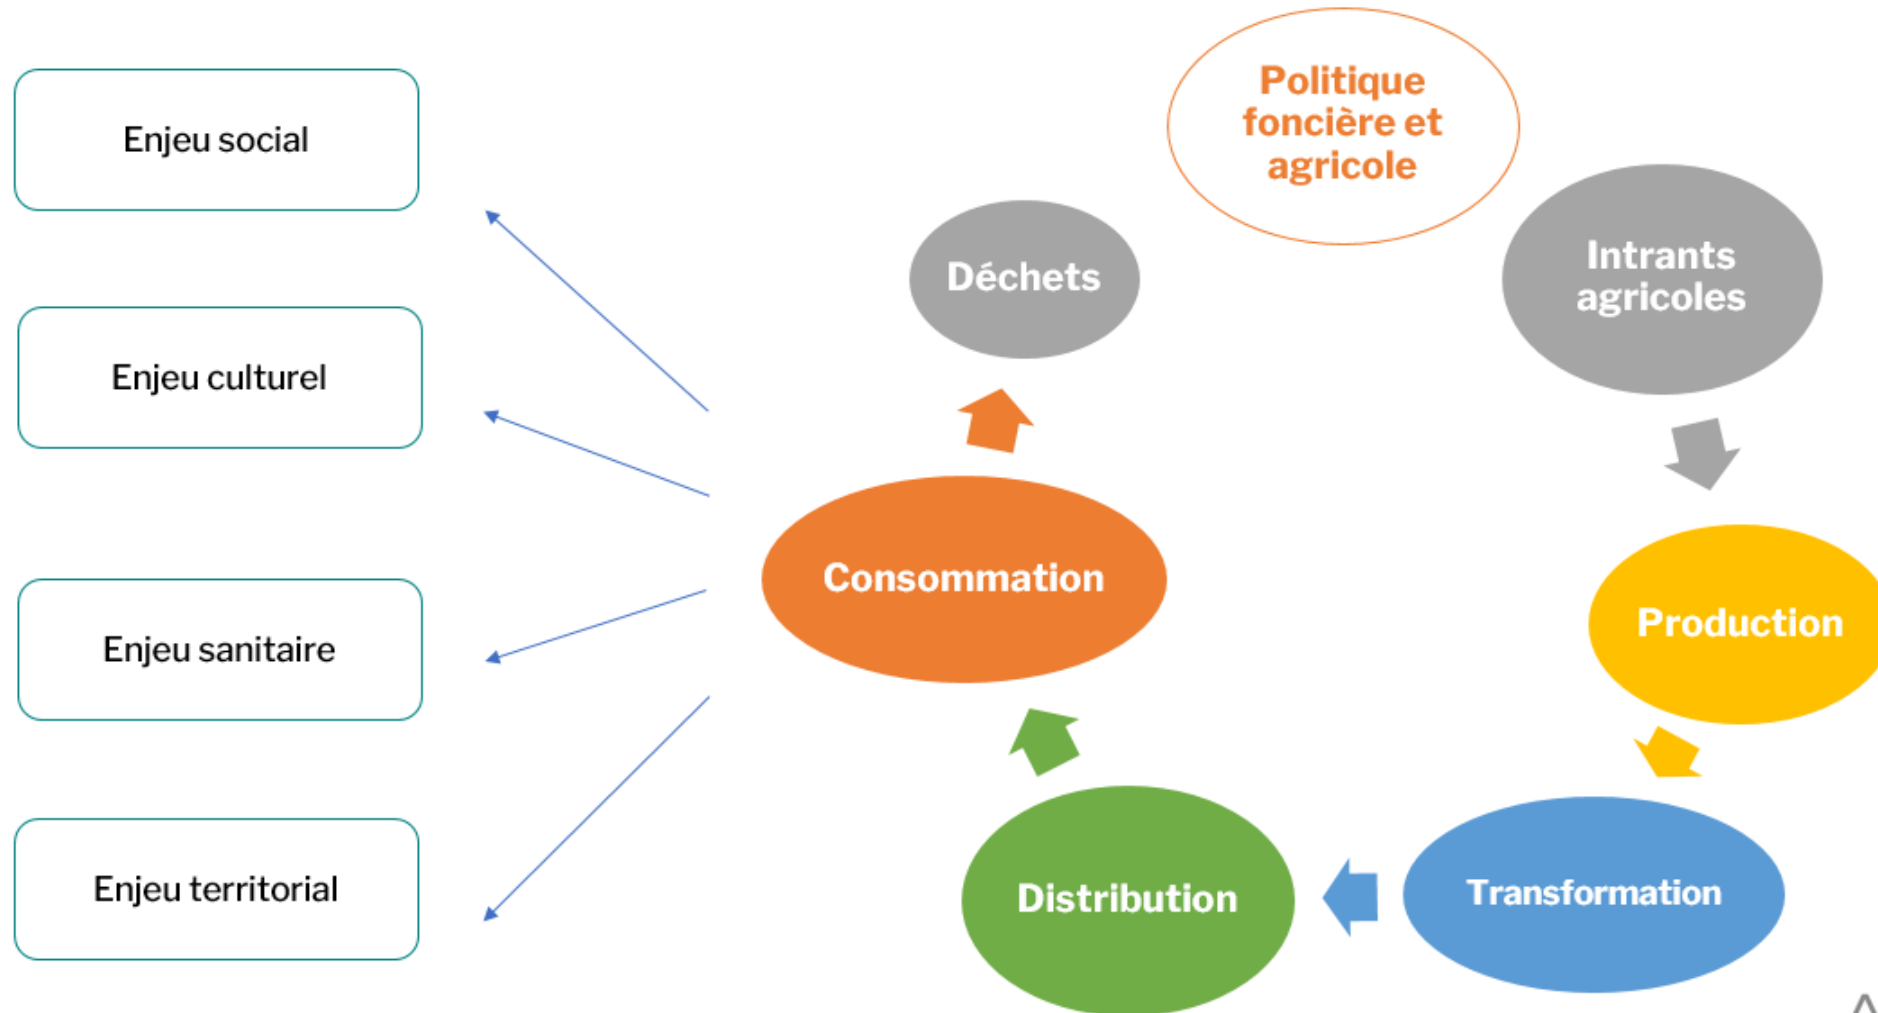 Enjeu social
Enjeu culturel
Enjeu sanitaire
Enjeu territorial
Politique
foncière et
agricole
Déchets
Intrants
agricoles
Consommation
Production
Distribution
Transformation